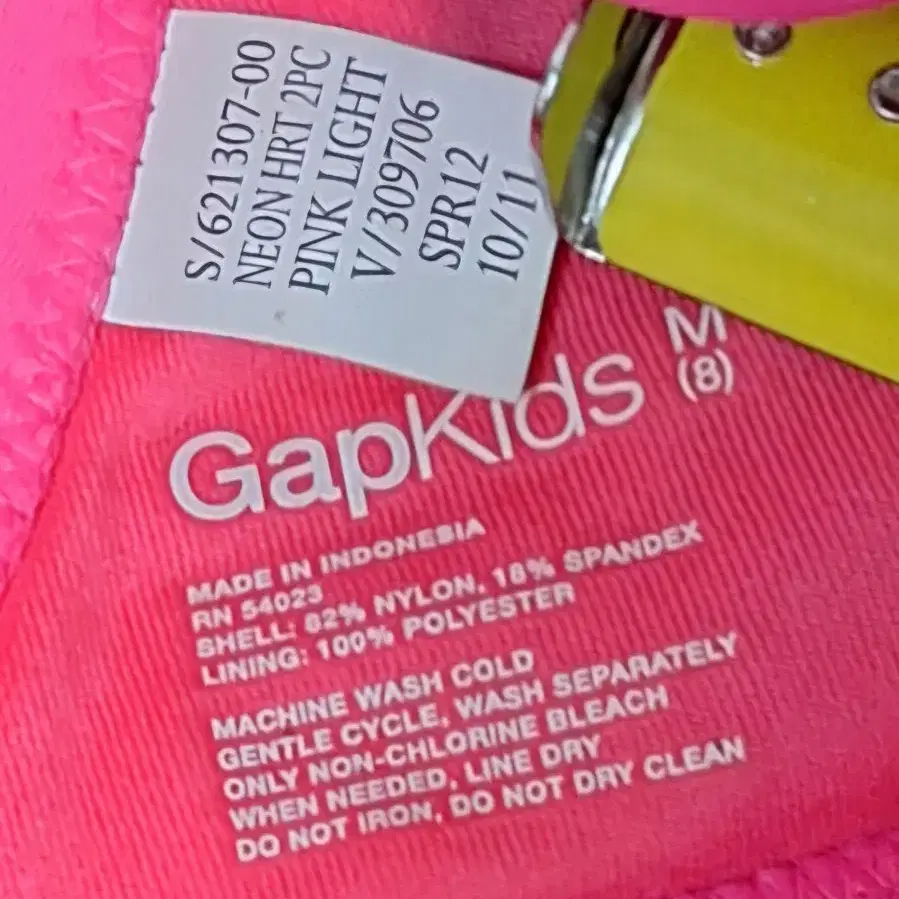 S/621307-00
NEON HRT 2PC
PINK LIGHT
V/309706
SPR12
10/11
GapKids
M
(8)
MADE IN INDONESIA
RN 54023
SHELL: 82% NYLON, 18% SPANDEX
LINING: 100% POLYESTER
MACHINE WASH COLD
GENTLE CYCLE, WASH SEPARATELY
ONLY NON-CHLORINE BLEACH
WHEN NEEDED, LINE DRY
DO NOT IRON, DO NOT DRY CLEAN